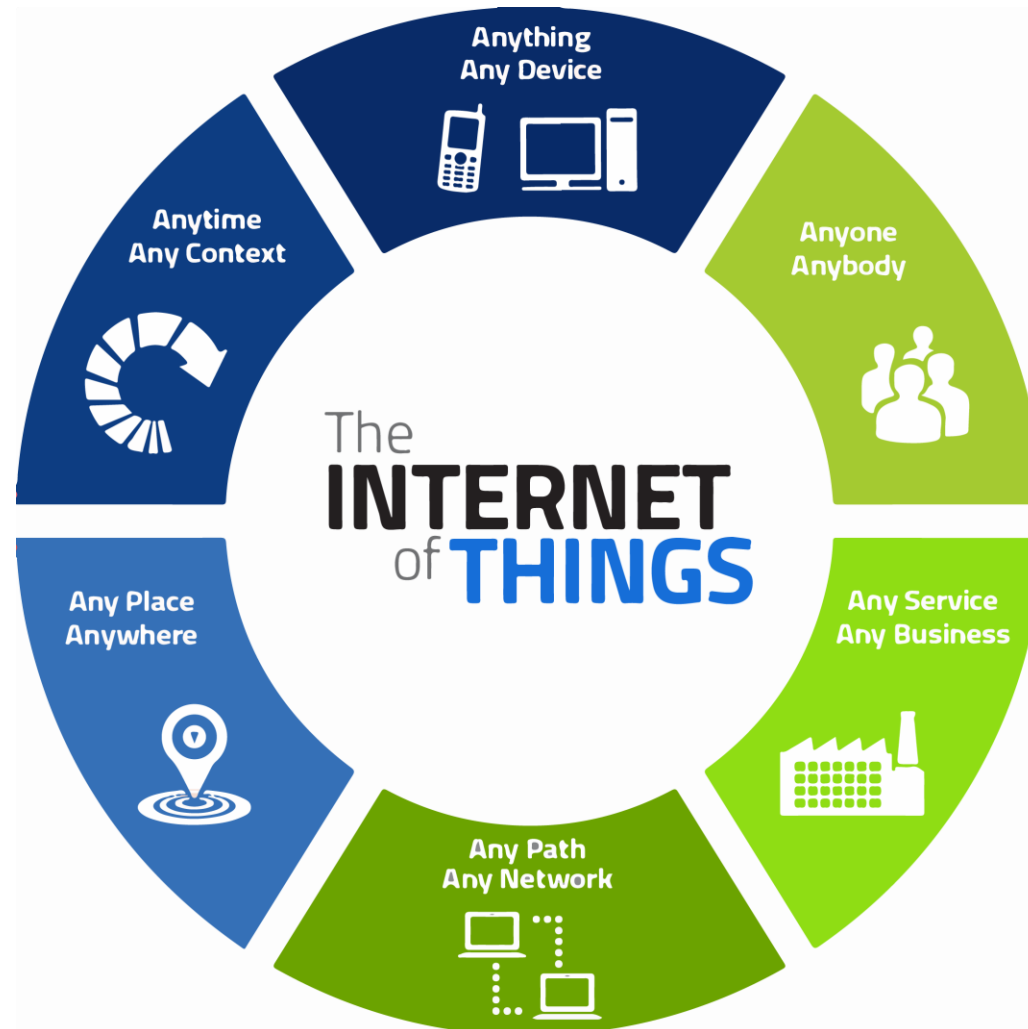 Anything
Any Device
Anyone
Anybody
Any Service
Any Business
Any Path
Any Network
Any Place
Anywhere
Anytime
Any Context
The
INTERNET
of THINGS